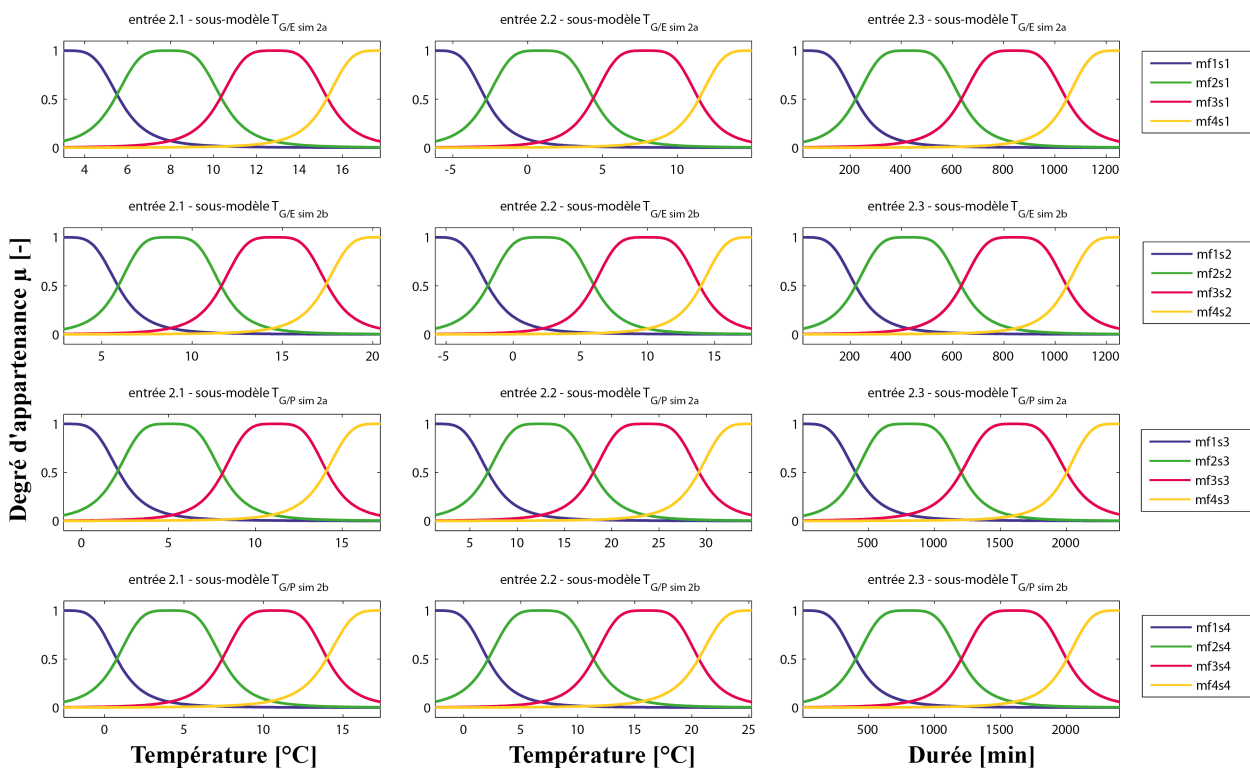 entrée 2.1 - sous-modèle T G/E sim 2a
entrée 2.2 - sous-modèle T G/E sim 2a
entrée 2.3 - sous-modèle T G/E sim 2a
1
0.5
0
4 6 8 10 12 14 16
-5 0 5 10
200 400 600 800 1000 1200
mf1s1
mf2s1
mf3s1
mf4s1
entrée 2.1 - sous-modèle T G/E sim 2b
entrée 2.2 - sous-modèle T G/E sim 2b
entrée 2.3 - sous-modèle T G/E sim 2b
1
0.5
0
5 10 15 20
-5 0 5 10 15
200 400 600 800 1000 1200
mf1s2
mf2s2
mf3s2
mf4s2
Degré d'appartenance μ [-]
entrée 2.1 - sous-modèle T G/P sim 2a
entrée 2.2 - sous-modèle T G/P sim 2a
entrée 2.3 - sous-modèle T G/P sim 2a
1
0.5
0
0 5 10 15
5 10 15 20 25 30
500 1000 1500 2000
mf1s3
mf2s3
mf3s3
mf4s3
entrée 2.1 - sous-modèle T G/P sim 2b
entrée 2.2 - sous-modèle T G/P sim 2b
entrée 2.3 - sous-modèle T G/P sim 2b
1
0.5
0
0 5 10 15
0 5 10 15 20 25
500 1000 1500 2000
mf1s4
mf2s4
mf3s4
mf4s4
Température [°C]
Température [°C]
Durée [min]